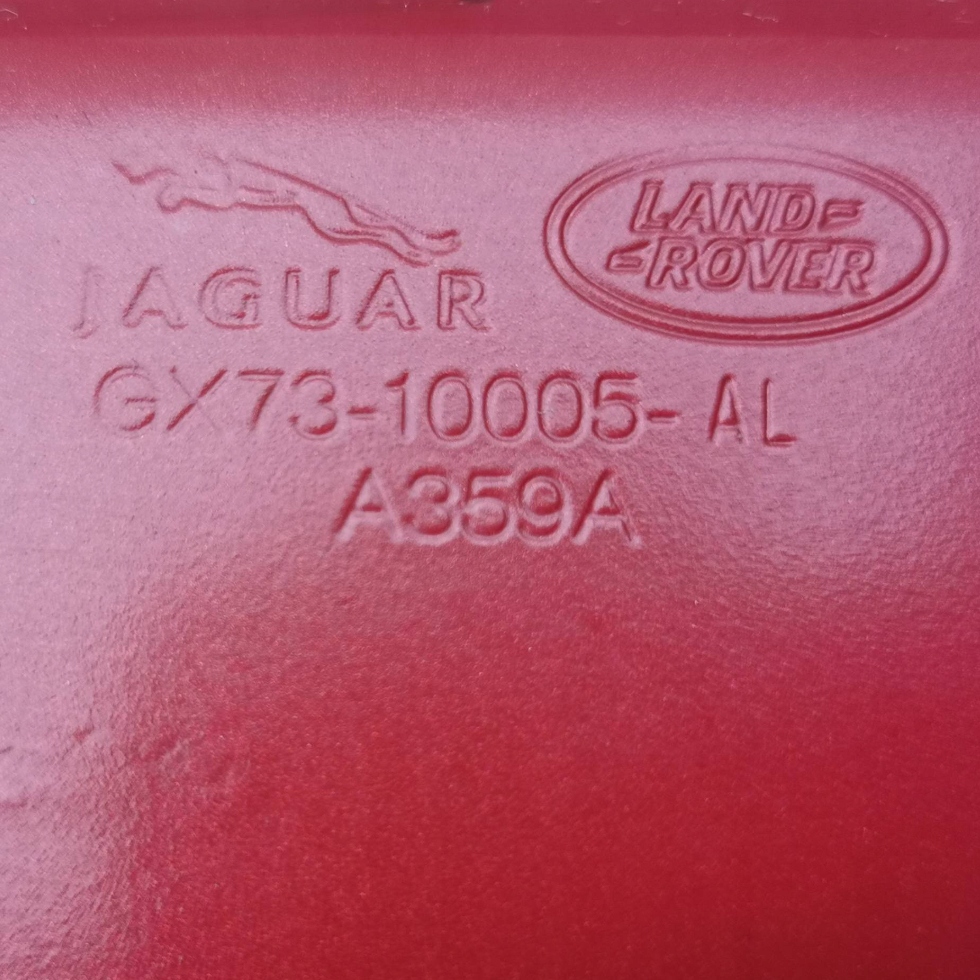 JAGUAR
LAND
ROVER
GX73-10005-AL
A359A